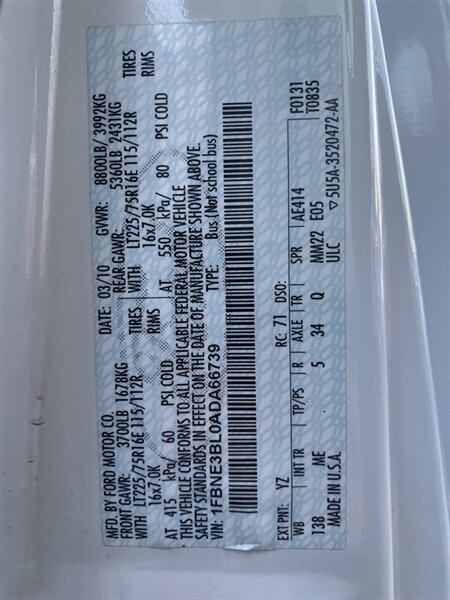 MFD. BY FORD MOTOR CO. DATE: 03/10 GVWR: 8800LB/ 3992KG
FRONT GAWR: 3700LB 1678KG REAR GAWR: 5360LB 2431KG
WITH LT225/75R16E 115/112R TIRES WITH LT225/75R16E 115/112R TIRES
16x7.0K RIMS 16x7.0K RIMS
AT 415 kPa/ 60 PSI COLD AT 550 kPa/ 80 PSI COLD
THIS VEHICLE CONFORMS TO ALL APPLICABLE FEDERAL MOTOR VEHICLE
SAFETY STANDARDS IN EFFECT ON THE DATE OF MANUFACTURE SHOWN ABOVE.
VIN: 1FBNE3BL0ADA66739 TYPE: Bus (Not school bus)
EXT PNT: YZ RC: 71 DSO: F0131
T0835
WB INT TR TP/PS R AXLE TR SPR AE414
138 ME 5 34 Q MM22 E05
MADE IN U.S.A. ULC ▽5U5A-3520472-AA